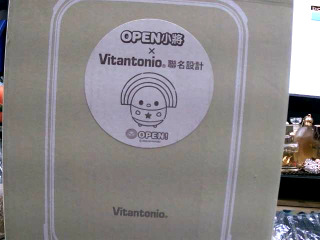 OPEN小將
×
Vitantonio® 聯名設計
OPEN!
Vitantonio®